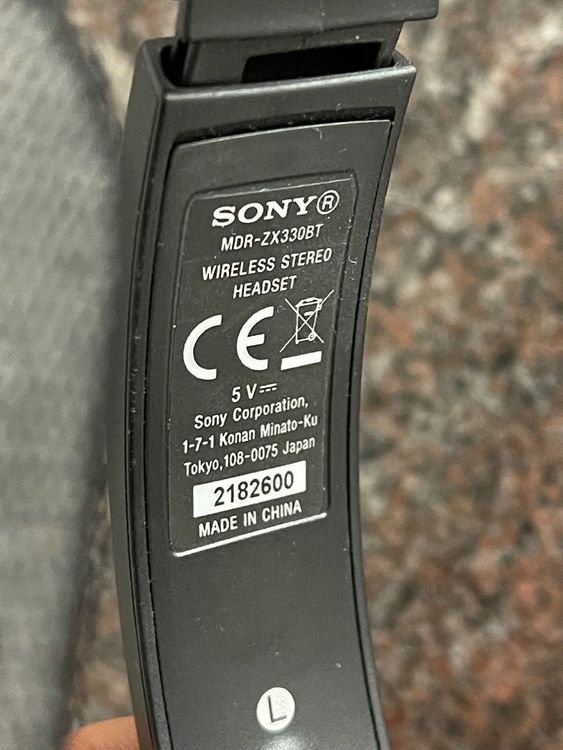 SONY®
MDR-ZX330BT
WIRELESS STEREO
HEADSET
CE
5 V⎓
Sony Corporation,
1-7-1 Konan Minato-Ku
Tokyo,108-0075 Japan
2182600
MADE IN CHINA
L